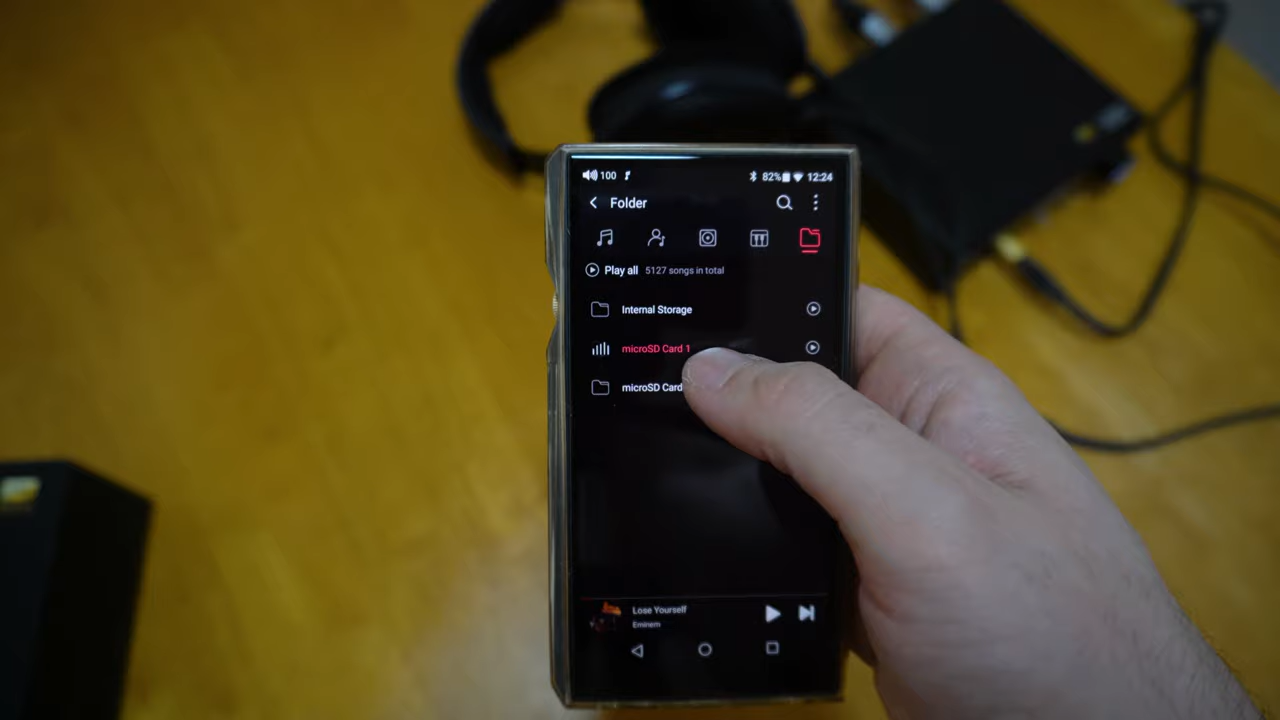 100
82% 12:24
Folder
Play all 5127 songs in total
Internal Storage
microSD Card 1
microSD Card
Lose Yourself
Eminem